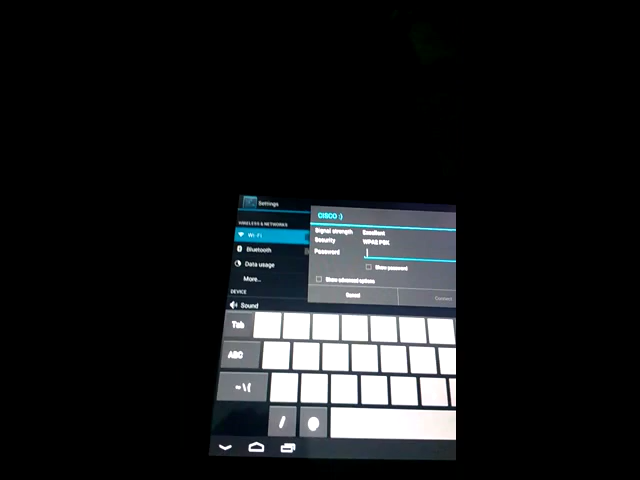 Settings
WIRELESS & NETWORKS
Wi-Fi
Bluetooth
Data usage
More...
DEVICE
Sound
CISCO :)
Signal strength Excellent
Security WPA2 PSK
Password
Show password
Show advanced options
Cancel Connect
Tab
ABC
~ \ {
/ @